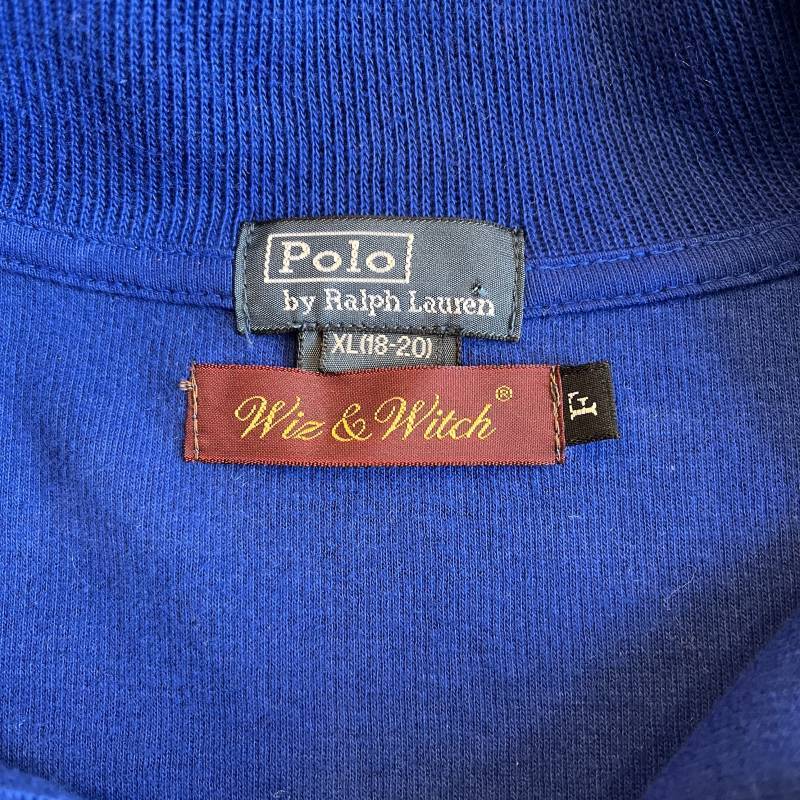 Polo
by Ralph Lauren
XL(18-20)
Wiz & Witch®
F